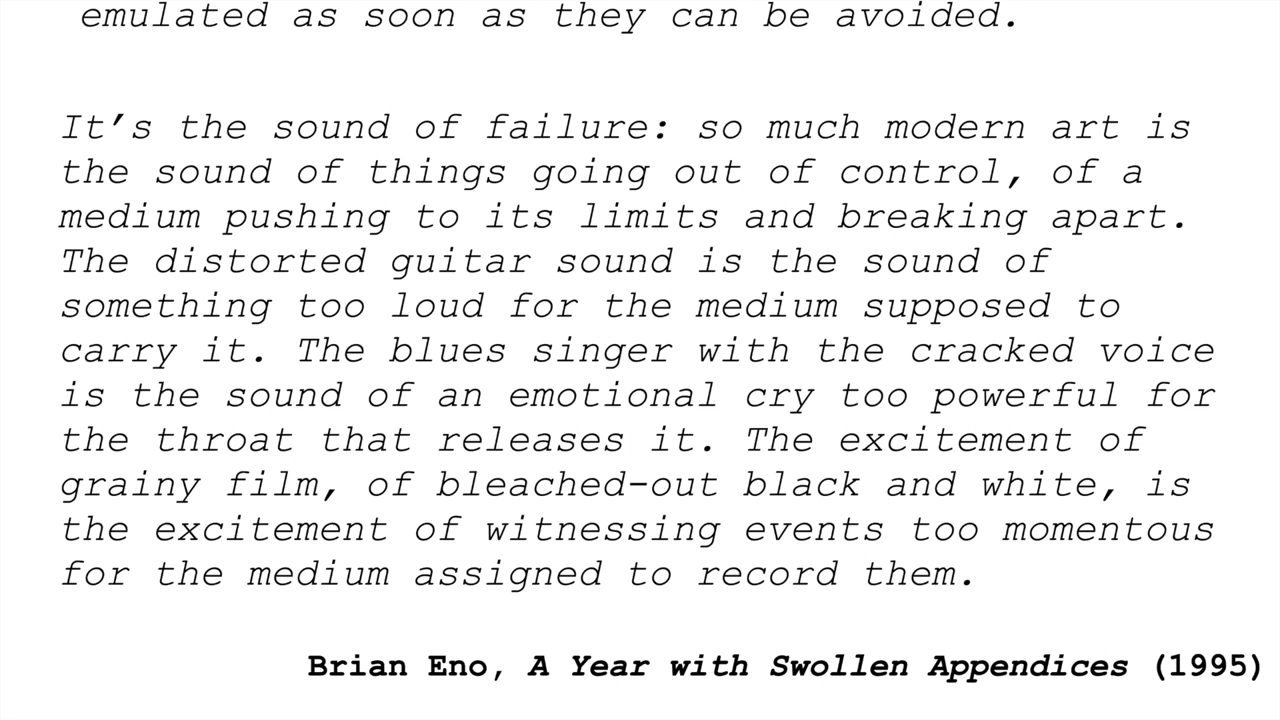 emulated as soon as they can be avoided.
It’s the sound of failure: so much modern art is
the sound of things going out of control, of a
medium pushing to its limits and breaking apart.
The distorted guitar sound is the sound of
something too loud for the medium supposed to
carry it. The blues singer with the cracked voice
is the sound of an emotional cry too powerful for
the throat that releases it. The excitement of
grainy film, of bleached-out black and white, is
the excitement of witnessing events too momentous
for the medium assigned to record them.
Brian Eno, A Year with Swollen Appendices (1995)